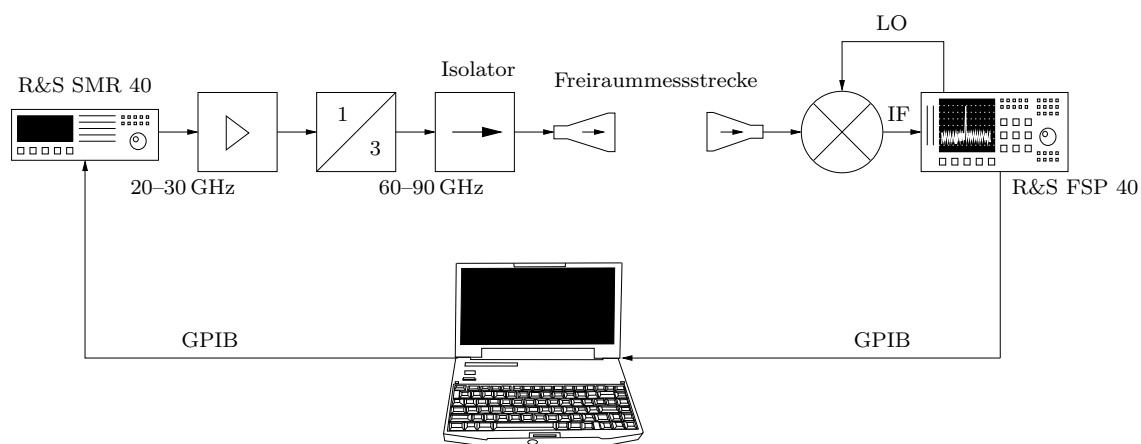 LO
Isolator
Freiraummessstrecke
R&S SMR 40
1
3
IF
20–30 GHz
60–90 GHz
R&S FSP 40
GPIB
GPIB